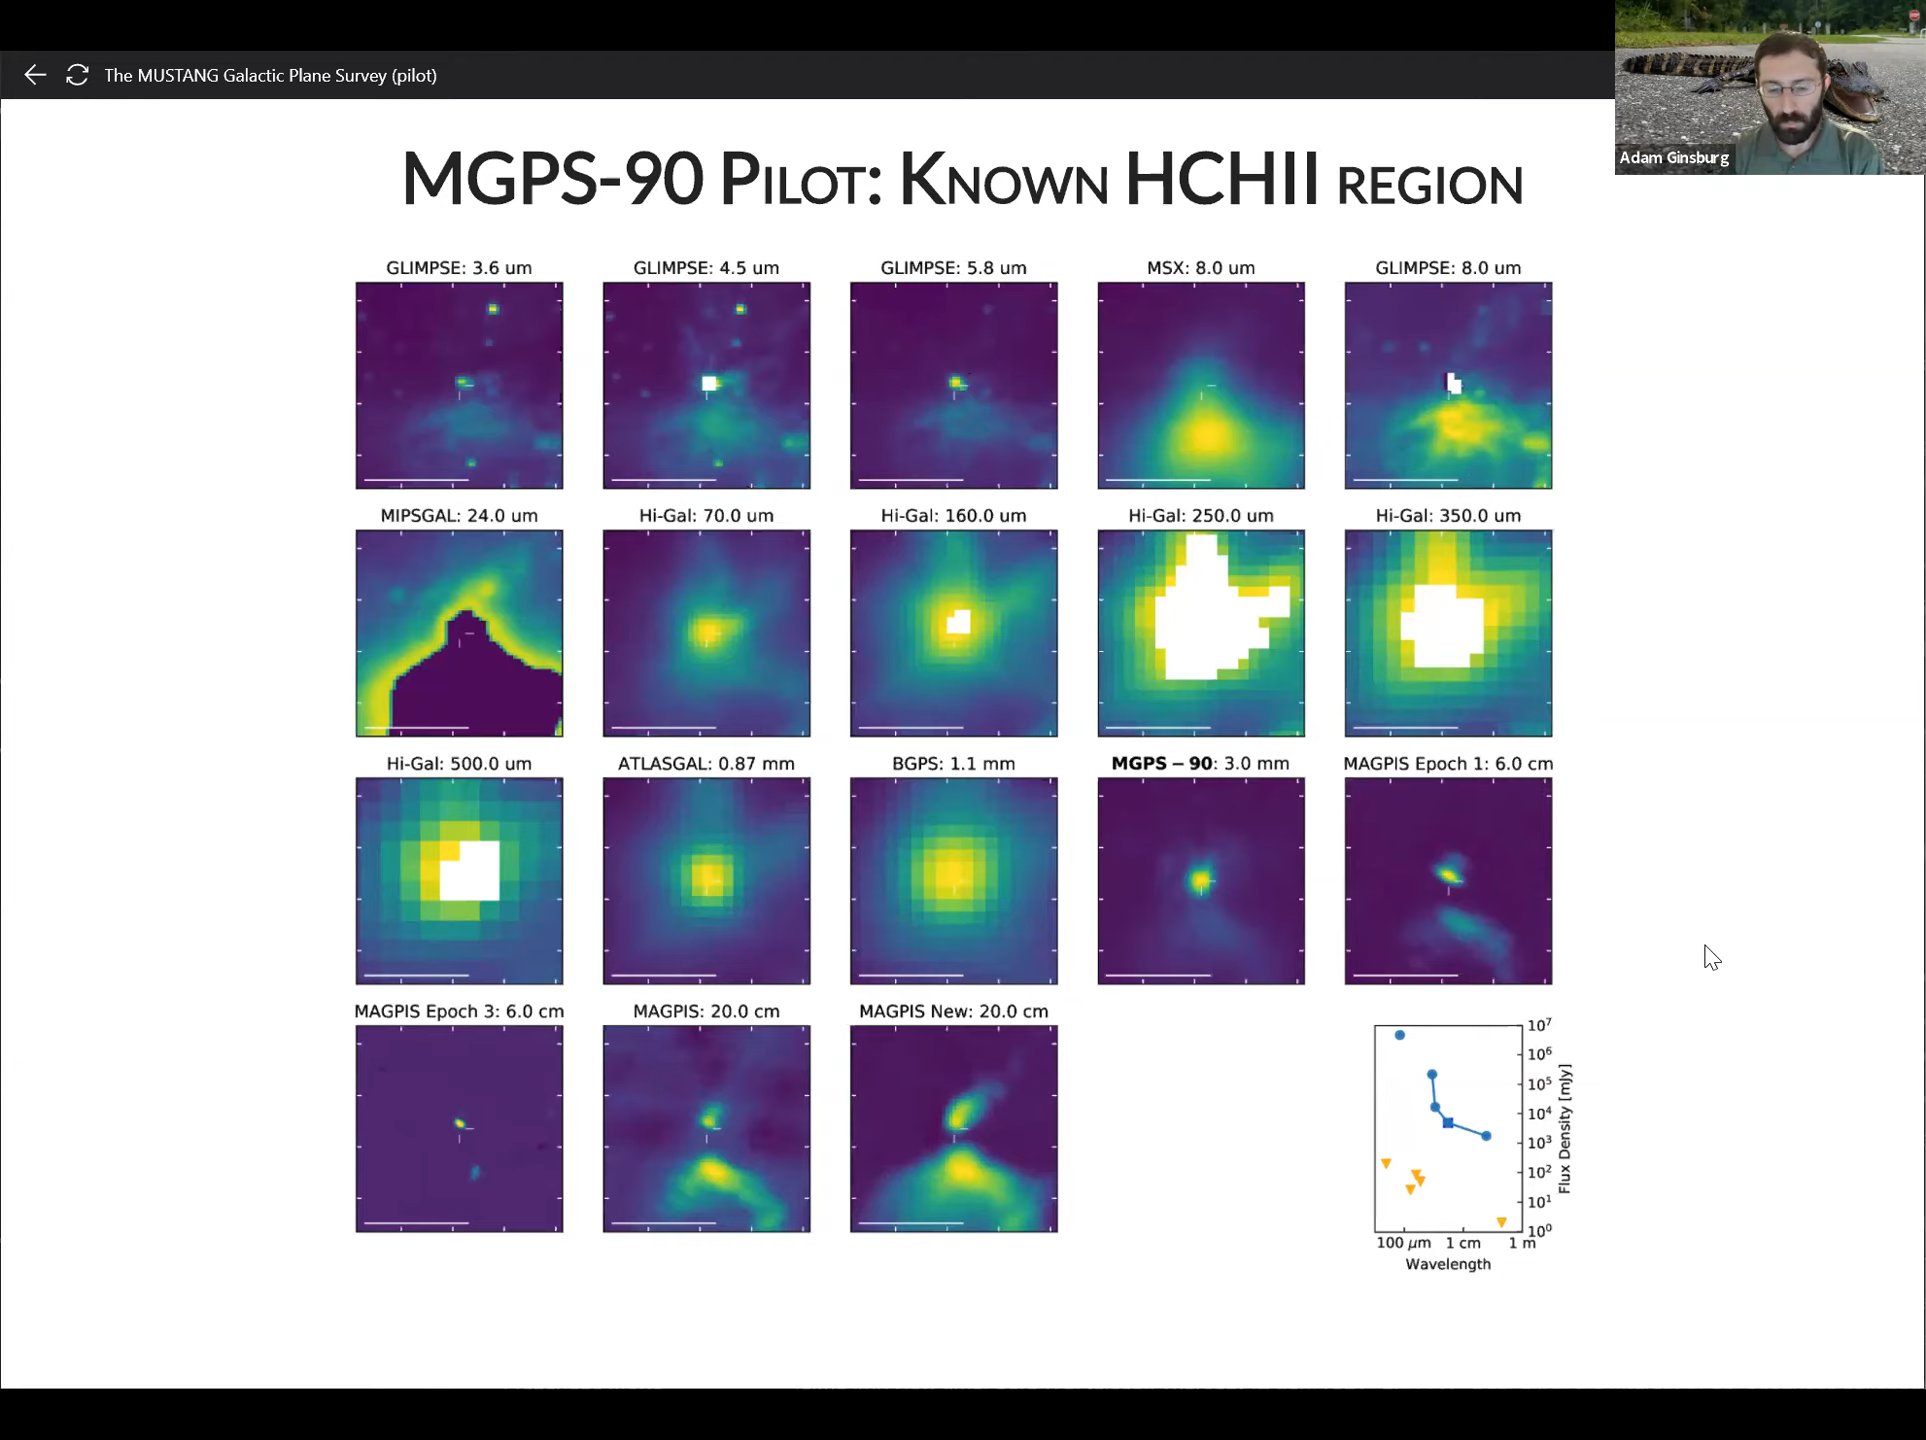 The MUSTANG Galactic Plane Survey (pilot)
Adam Ginsburg
MGPS-90 PILOT: KNOWN HCHII REGION
GLIMPSE: 3.6 um
GLIMPSE: 4.5 um
GLIMPSE: 5.8 um
MSX: 8.0 um
GLIMPSE: 8.0 um
MIPSGAL: 24.0 um
Hi-Gal: 70.0 um
Hi-Gal: 160.0 um
Hi-Gal: 250.0 um
Hi-Gal: 350.0 um
Hi-Gal: 500.0 um
ATLASGAL: 0.87 mm
BGPS: 1.1 mm
MGPS − 90: 3.0 mm
MAGPIS Epoch 1: 6.0 cm
MAGPIS Epoch 3: 6.0 cm
MAGPIS: 20.0 cm
MAGPIS New: 20.0 cm
10⁷
10⁶
10⁵
10⁴
10³
10²
10¹
10⁰
Flux Density [mJy]
100 μm
1 cm
1 m
Wavelength